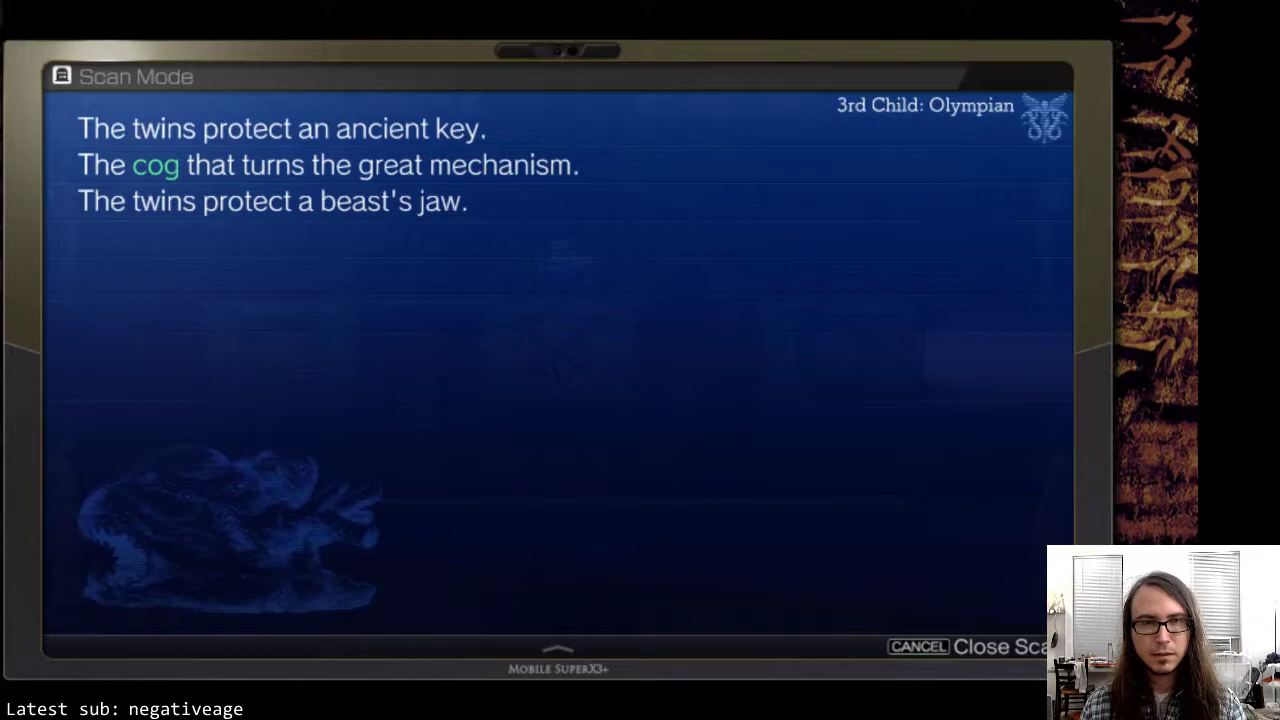 Scan Mode
3rd Child: Olympian
The twins protect an ancient key.
The cog that turns the great mechanism.
The twins protect a beast's jaw.
CANCEL Close Sca
MOBILE SUPERX3+
Latest sub: negativeage